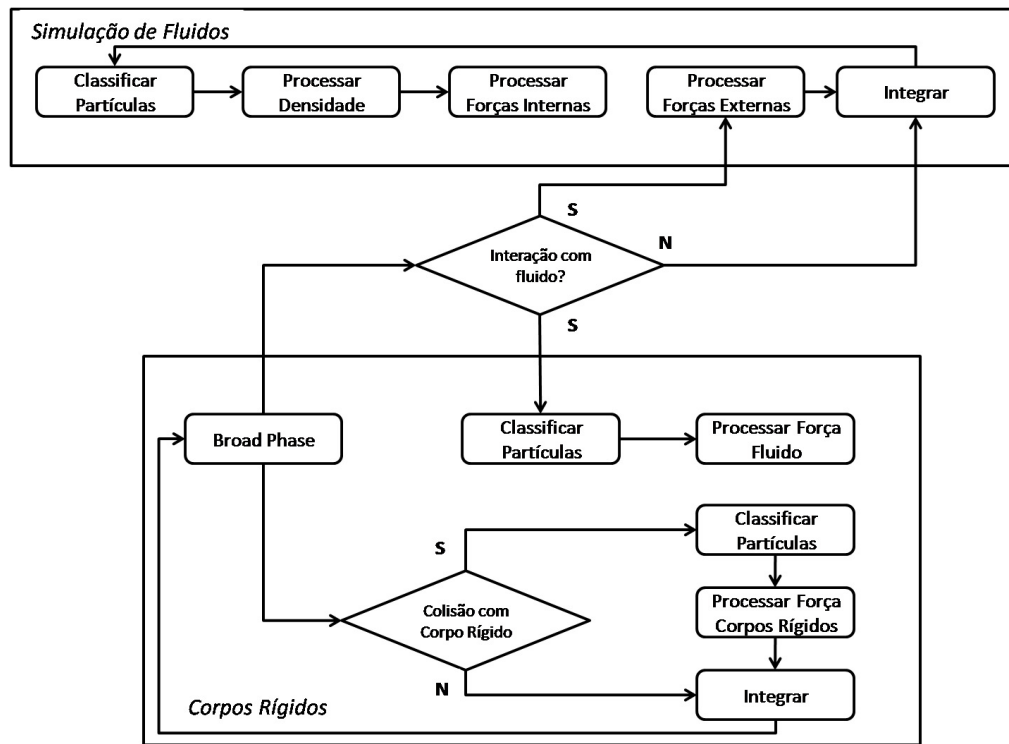 Simulação de Fluidos
Classificar
Partículas
Processar
Densidade
Processar
Forças Internas
Processar
Forças Externas
Integrar
S
N
Interação com
fluido?
S
Broad Phase
Classificar
Partículas
Processar Força
Fluido
S
Classificar
Partículas
Colisão com
Corpo Rígido
Processar Força
Corpos Rígidos
N
Integrar
Corpos Rígidos